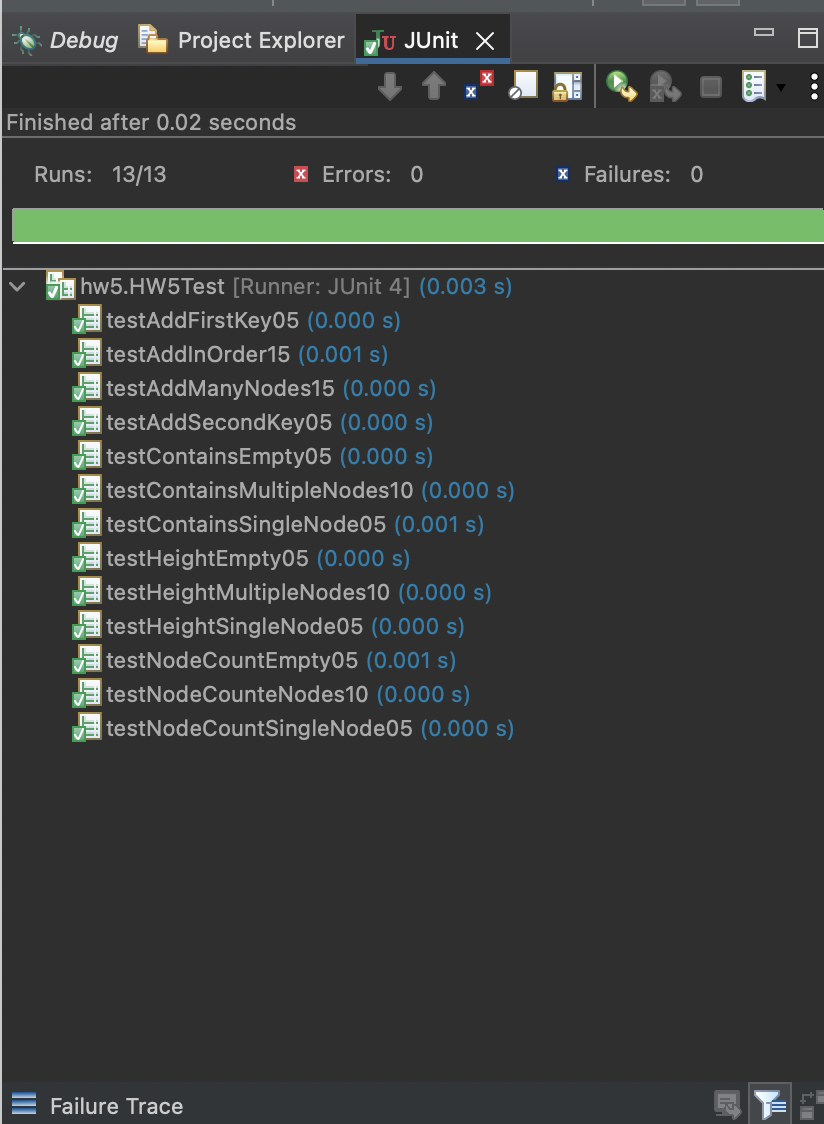 Debug Project Explorer JUnit
Finished after 0.02 seconds
Runs: 13/13 Errors: 0 Failures: 0
hw5.HW5Test [Runner: JUnit 4] (0.003 s)
testAddFirstKey05 (0.000 s)
testAddInOrder15 (0.001 s)
testAddManyNodes15 (0.000 s)
testAddSecondKey05 (0.000 s)
testContainsEmpty05 (0.000 s)
testContainsMultipleNodes10 (0.000 s)
testContainsSingleNode05 (0.001 s)
testHeightEmpty05 (0.000 s)
testHeightMultipleNodes10 (0.000 s)
testHeightSingleNode05 (0.000 s)
testNodeCountEmpty05 (0.001 s)
testNodeCounteNodes10 (0.000 s)
testNodeCountSingleNode05 (0.000 s)
Failure Trace